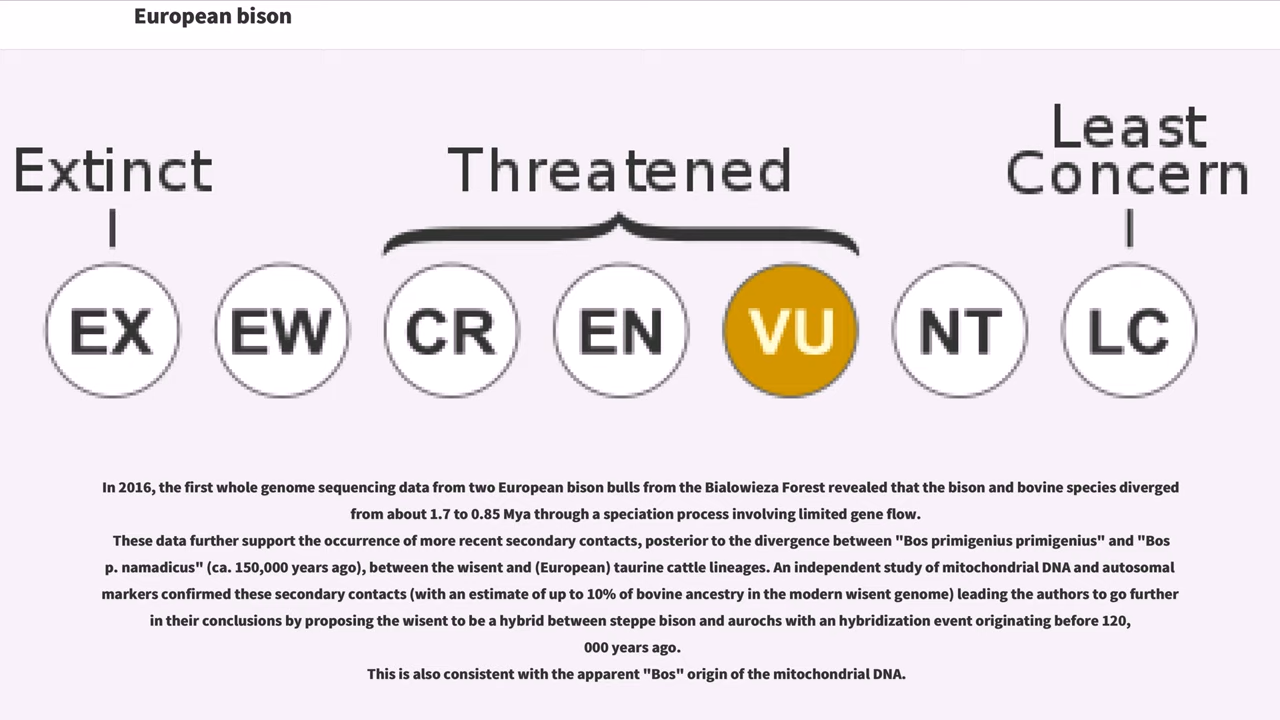 European bison
Extinct
Threatened
Least
Concern
EX EW CR EN VU NT LC
In 2016, the first whole genome sequencing data from two European bison bulls from the Bialowieza Forest revealed that the bison and bovine species diverged
from about 1.7 to 0.85 Mya through a speciation process involving limited gene flow.
These data further support the occurrence of more recent secondary contacts, posterior to the divergence between "Bos primigenius primigenius" and "Bos
p. namadicus" (ca. 150,000 years ago), between the wisent and (European) taurine cattle lineages. An independent study of mitochondrial DNA and autosomal
markers confirmed these secondary contacts (with an estimate of up to 10% of bovine ancestry in the modern wisent genome) leading the authors to go further
in their conclusions by proposing the wisent to be a hybrid between steppe bison and aurochs with an hybridization event originating before 120,
000 years ago.
This is also consistent with the apparent "Bos" origin of the mitochondrial DNA.